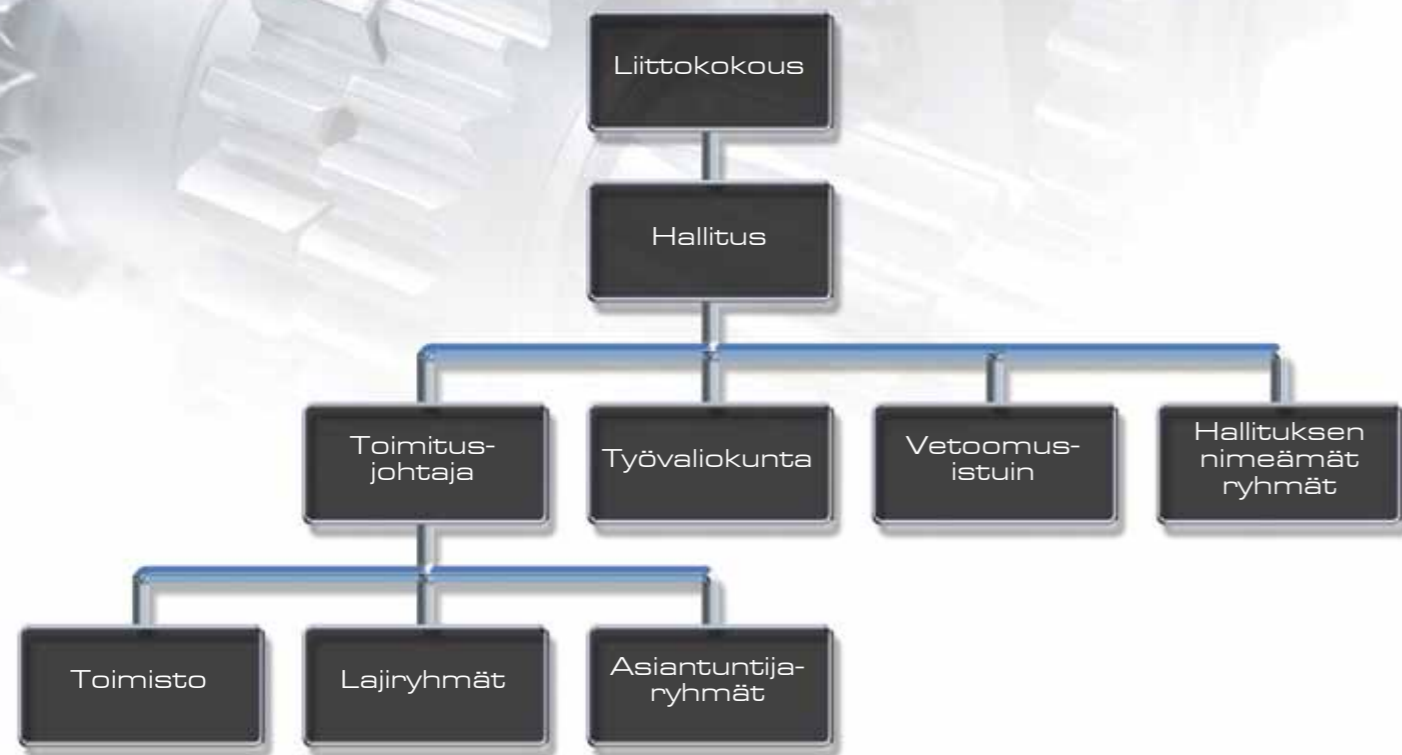 Liittokokous
Hallitus
Toimitus-
johtaja
Työvaliokunta
Vetoomus-
istuin
Hallituksen
nimeämät
ryhmät
Toimisto
Lajiryhmät
Asiantuntija-
ryhmät